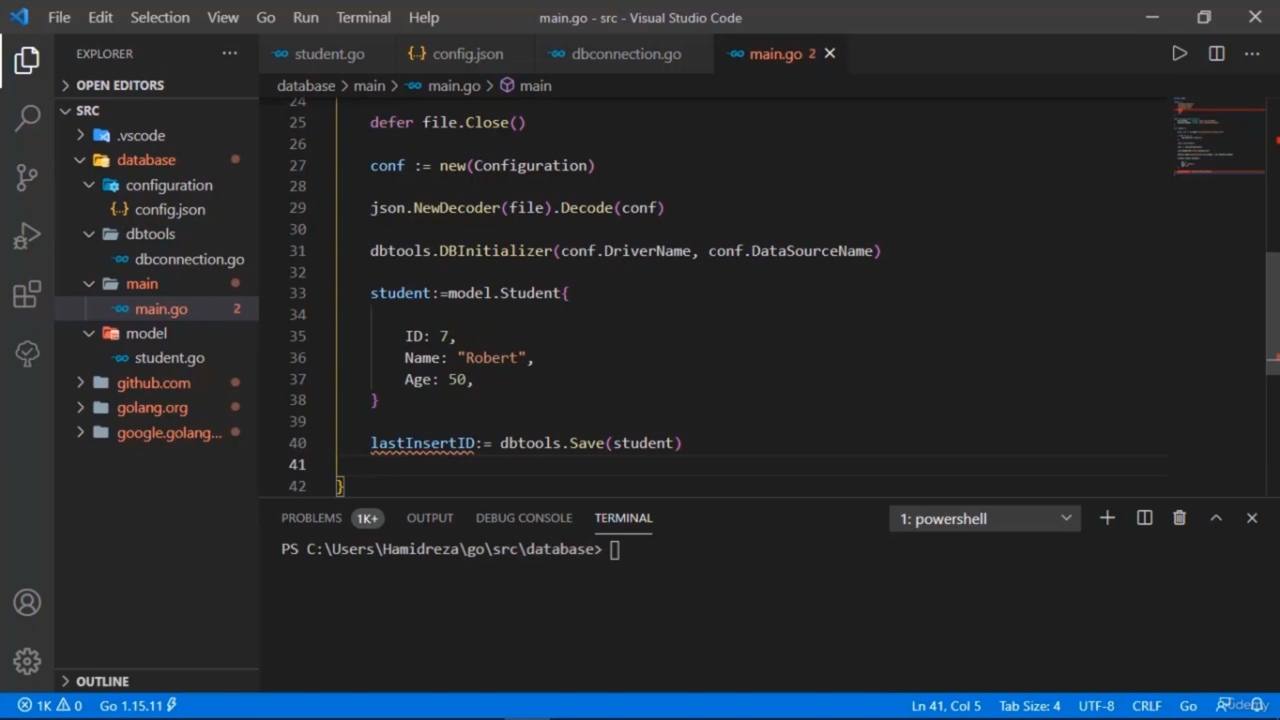 File Edit Selection View Go Run Terminal Help main.go - src - Visual Studio Code
EXPLORER
OPEN EDITORS
SRC
.vscode
database
configuration
config.json
dbtools
dbconnection.go
main
main.go 2
model
student.go
github.com
golang.org
google.golang...
OUTLINE
student.go config.json dbconnection.go main.go 2
database > main > main.go > main
24
25 defer file.Close()
26
27 conf := new(Configuration)
28
29 json.NewDecoder(file).Decode(conf)
30
31 dbtools.DBInitializer(conf.DriverName, conf.DataSourceName)
32
33 student:=model.Student{
34
35 ID: 7,
36 Name: "Robert",
37 Age: 50,
38 }
39
40 lastInsertID:= dbtools.Save(student)
41
42 }
PROBLEMS 1K+ OUTPUT DEBUG CONSOLE TERMINAL 1: powershell
PS C:\Users\Hamidreza\go\src\database>
1K 0 Go 1.15.11 Ln 41, Col 5 Tab Size: 4 UTF-8 CRLF Go
Udemy